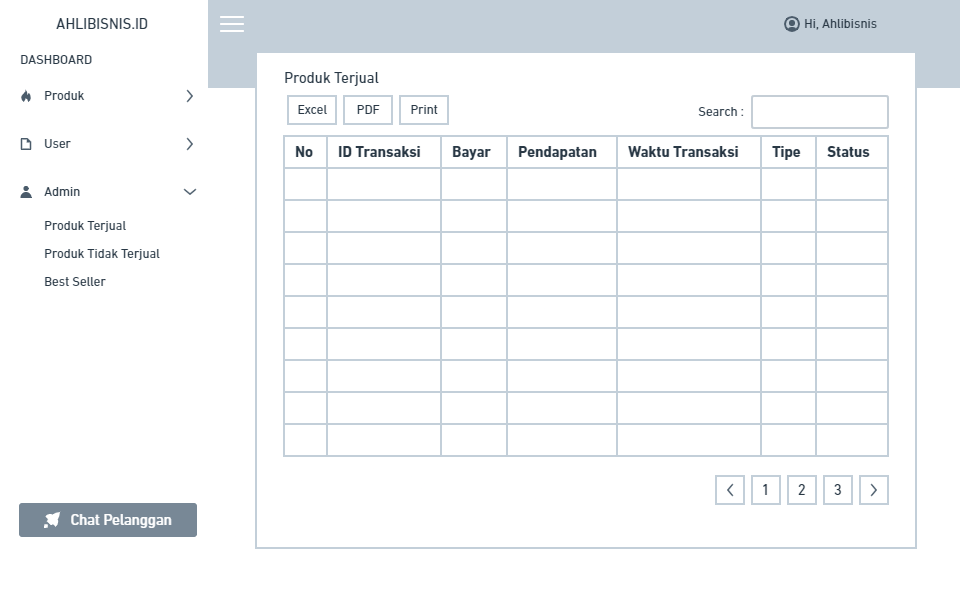 AHLIBISNIS.ID
Hi, Ahlibisnis
DASHBOARD
Produk
User
Admin
Produk Terjual
Produk Tidak Terjual
Best Seller
Chat Pelanggan
Produk Terjual
Excel PDF Print
Search :
No ID Transaksi Bayar Pendapatan Waktu Transaksi Tipe Status
1 2 3